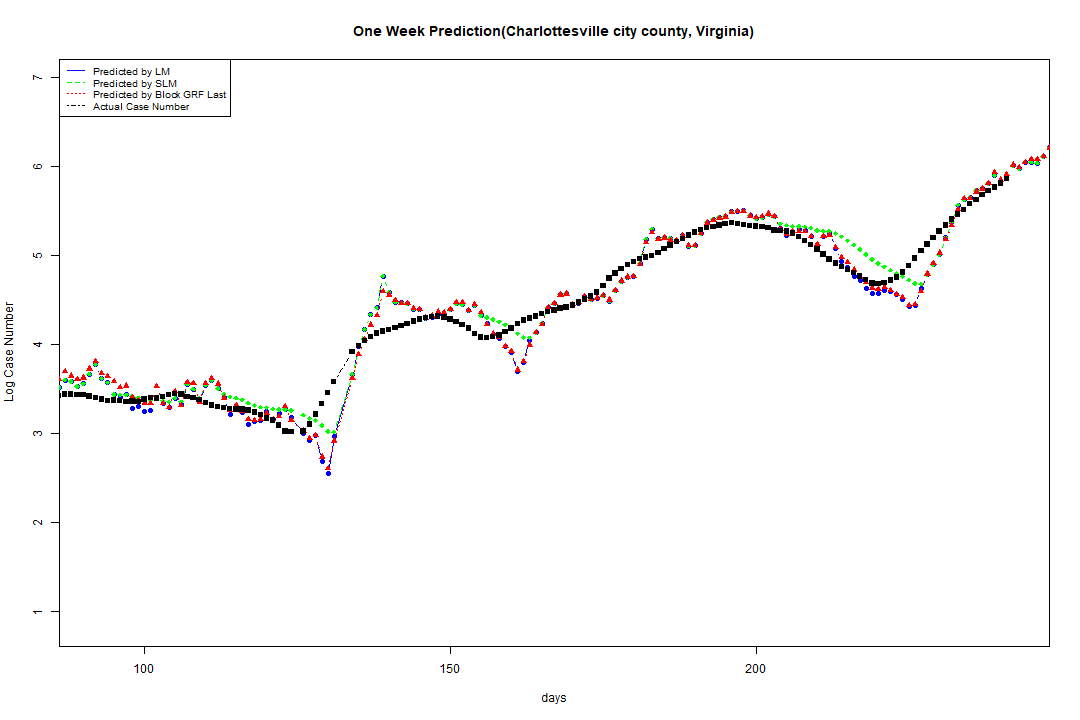 One Week Prediction(Charlottesville city county, Virginia)
Predicted by LM
Predicted by SLM
Predicted by Block GRF Last
Actual Case Number
7
6
5
4
3
2
1
Log Case Number
100 150 200
days